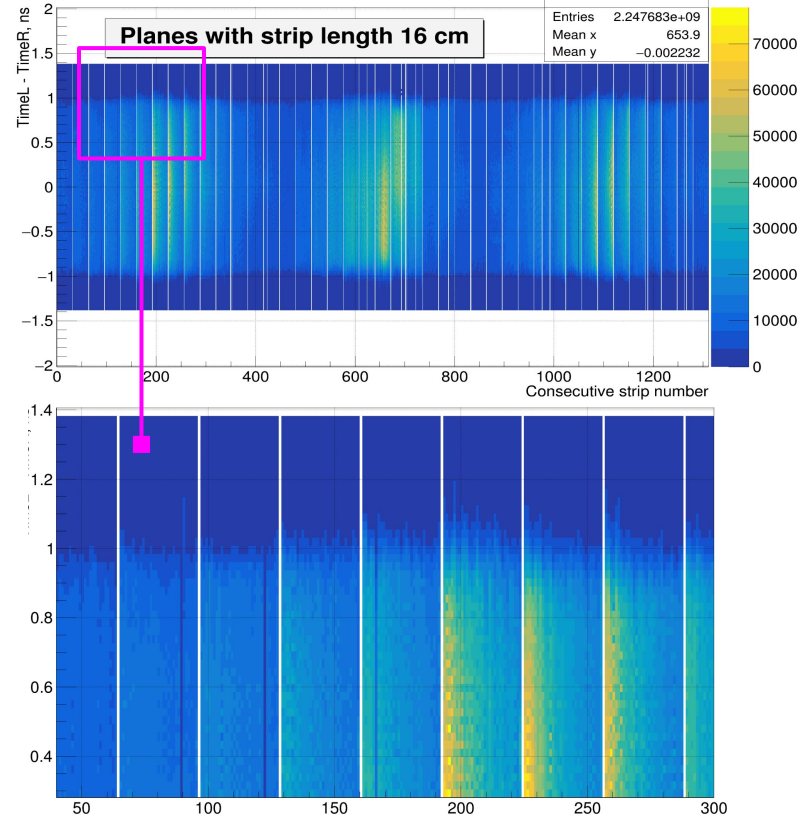 Planes with strip length 16 cm
Entries 2.247683e+09
Mean x 653.9
Mean y −0.002232
TimeL - TimeR, ns
2
1.5
1
0.5
0
−0.5
−1
−1.5
−2
0 200 400 600 800 1000 1200
Consecutive strip number
70000
60000
50000
40000
30000
20000
10000
0
1.4
1.2
1
0.8
0.6
0.4
50 100 150 200 250 300